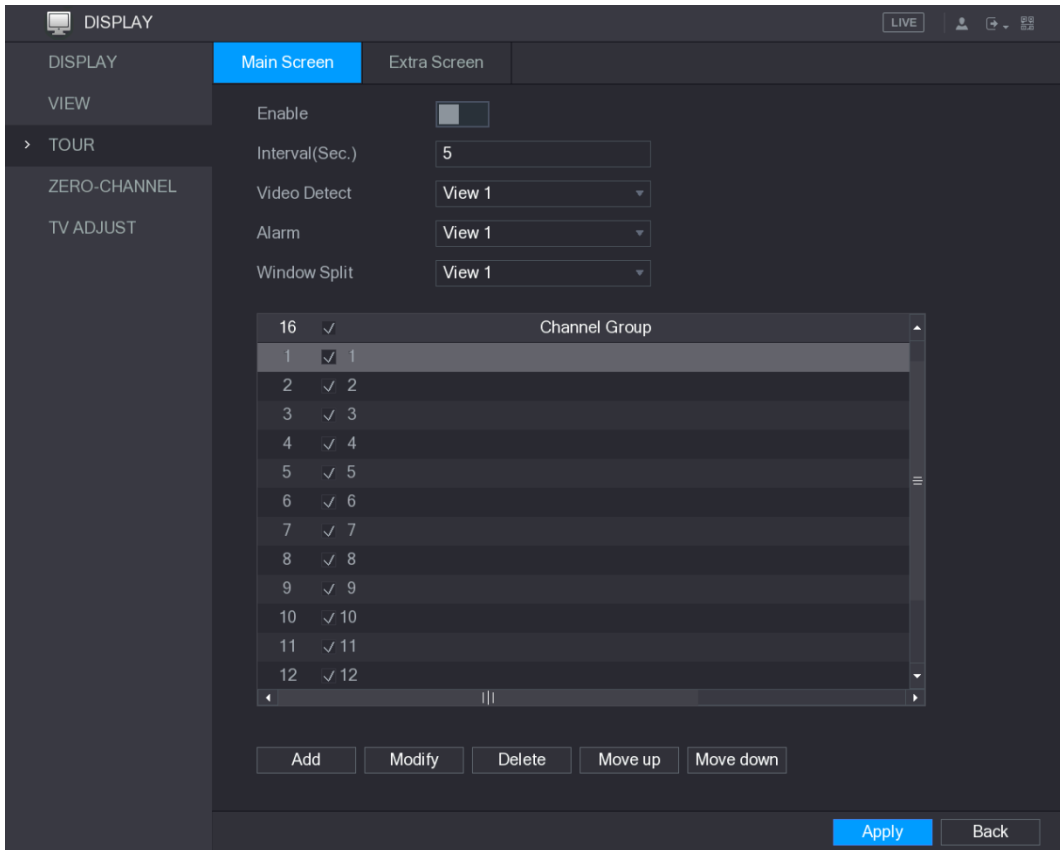 DISPLAY LIVE
DISPLAY
VIEW
TOUR
ZERO-CHANNEL
TV ADJUST
Main Screen Extra Screen
Enable
Interval(Sec.) 5
Video Detect View 1
Alarm View 1
Window Split View 1
16 Channel Group
1 1
2 2
3 3
4 4
5 5
6 6
7 7
8 8
9 9
10 10
11 11
12 12
Add Modify Delete Move up Move down
Apply Back